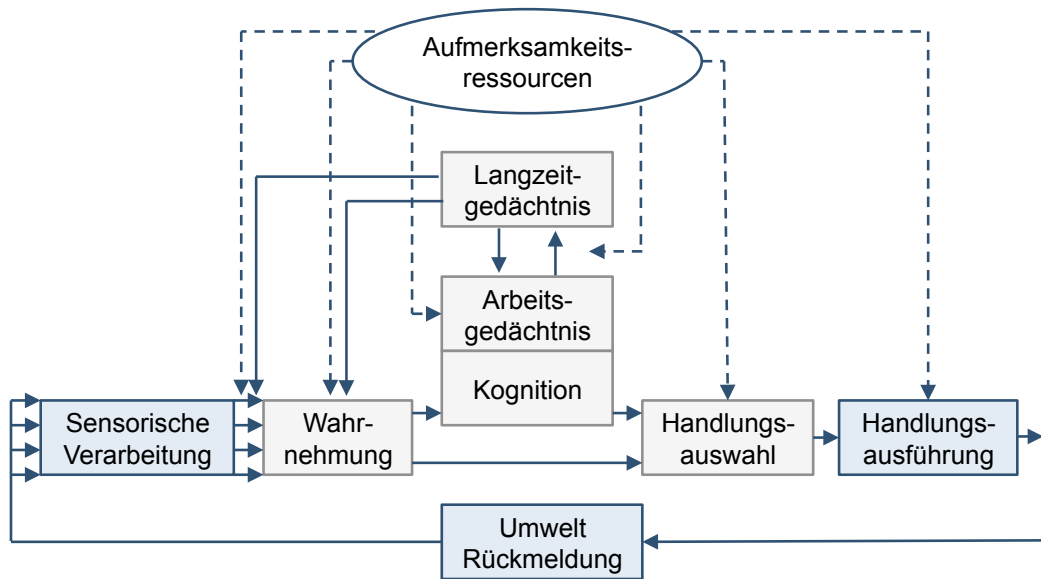 Aufmerksamkeits-
ressourcen
Langzeit-
gedächtnis
Arbeits-
gedächtnis
Kognition
Sensorische
Verarbeitung
Wahr-
nehmung
Handlungs-
auswahl
Handlungs-
ausführung
Umwelt
Rückmeldung